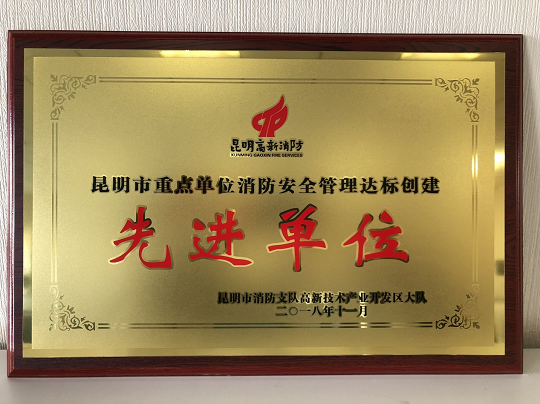 昆明高新消防
KUNMING GAOXIN FIRE SERVICES
昆明市重点单位消防安全管理达标创建
先进单位
昆明市消防支队高新技术产业开发区大队
二〇一八年十一月